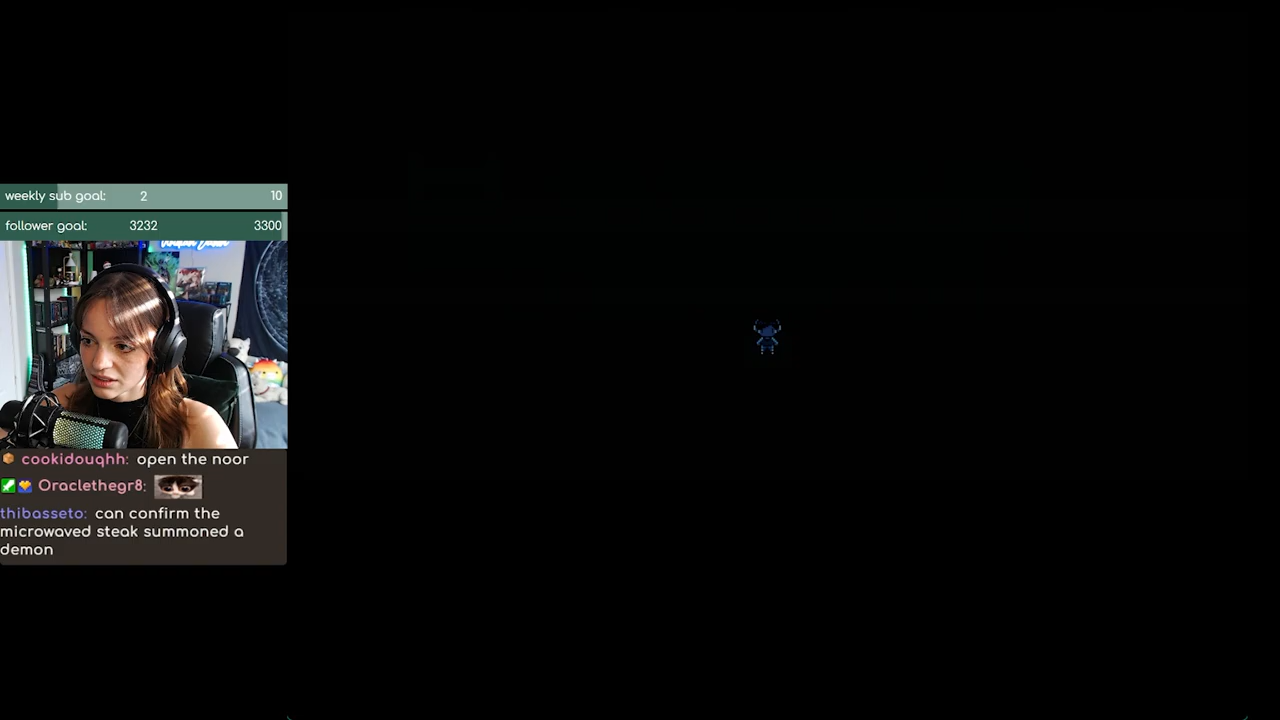 weekly sub goal: 2 10
follower goal: 3232 3300
cookidouqhh: open the noor
Oraclethegr8:
thibasseto: can confirm the
microwaved steak summoned a
demon